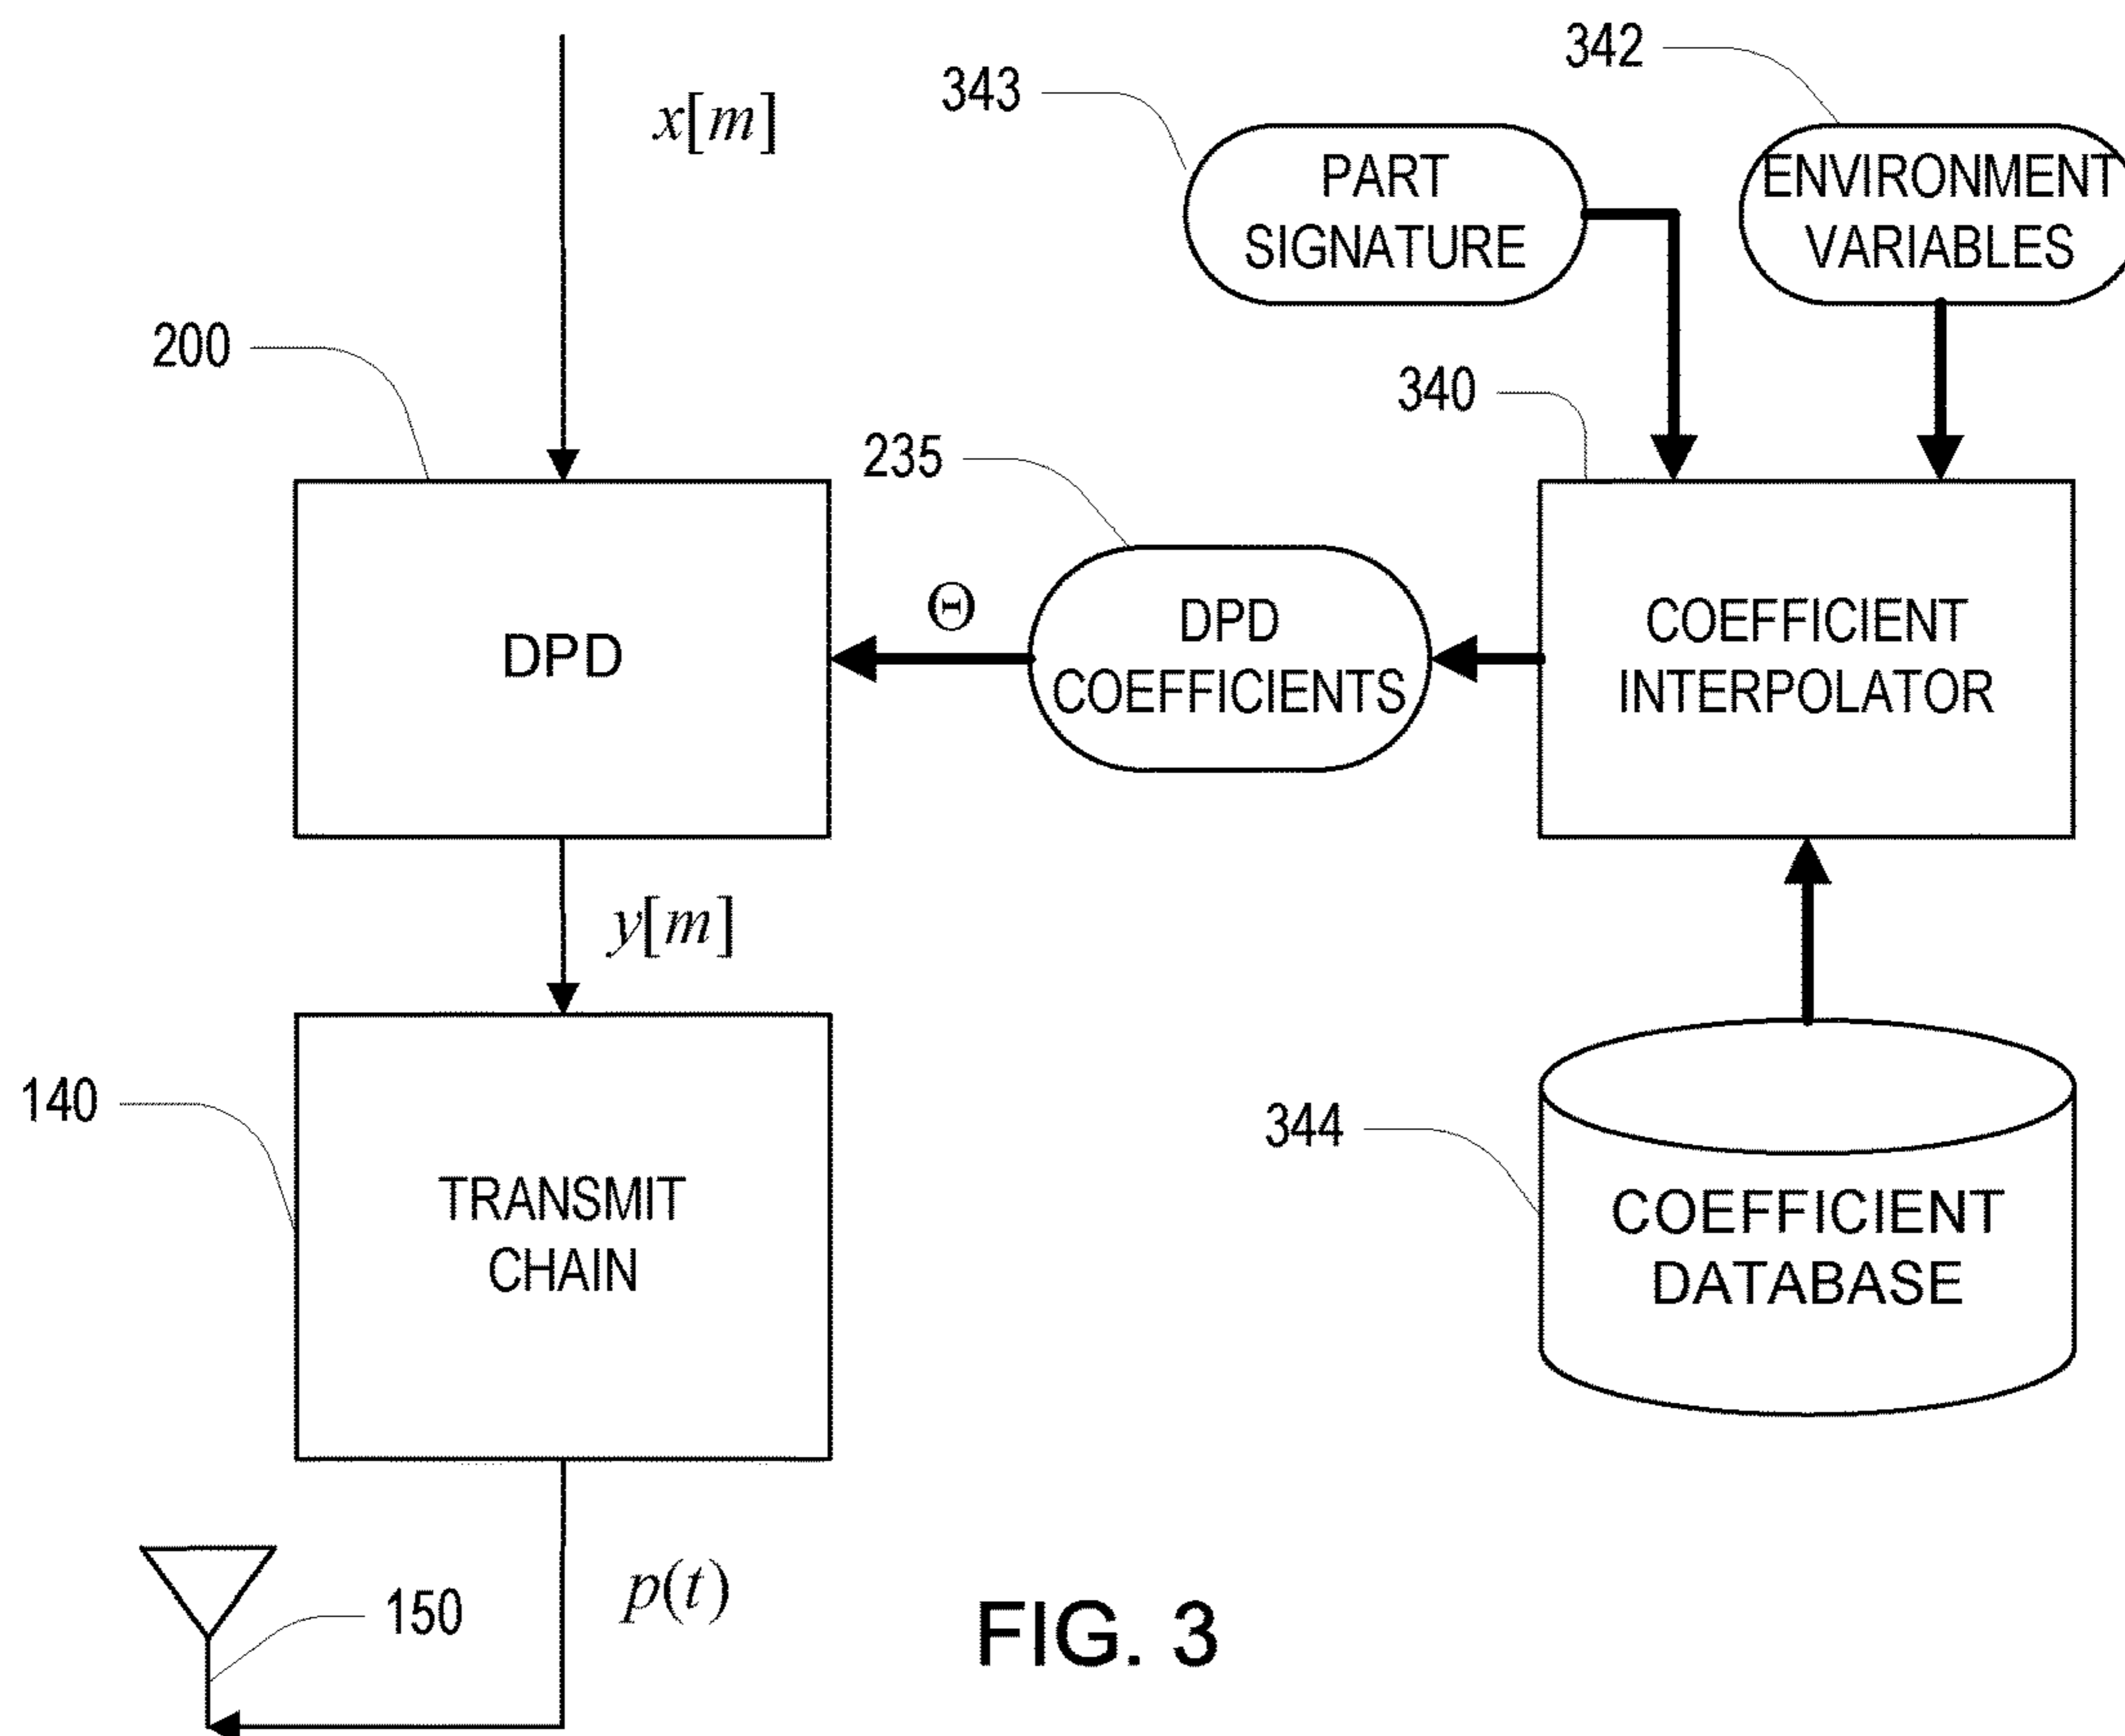 342
343
x[m]
PART
SIGNATURE
ENVIRONMENT
VARIABLES
200
340
235
Θ
DPD
DPD
COEFFICIENTS
COEFFICIENT
INTERPOLATOR
y[m]
140
344
TRANSMIT
CHAIN
COEFFICIENT
DATABASE
150
p(t)
FIG. 3